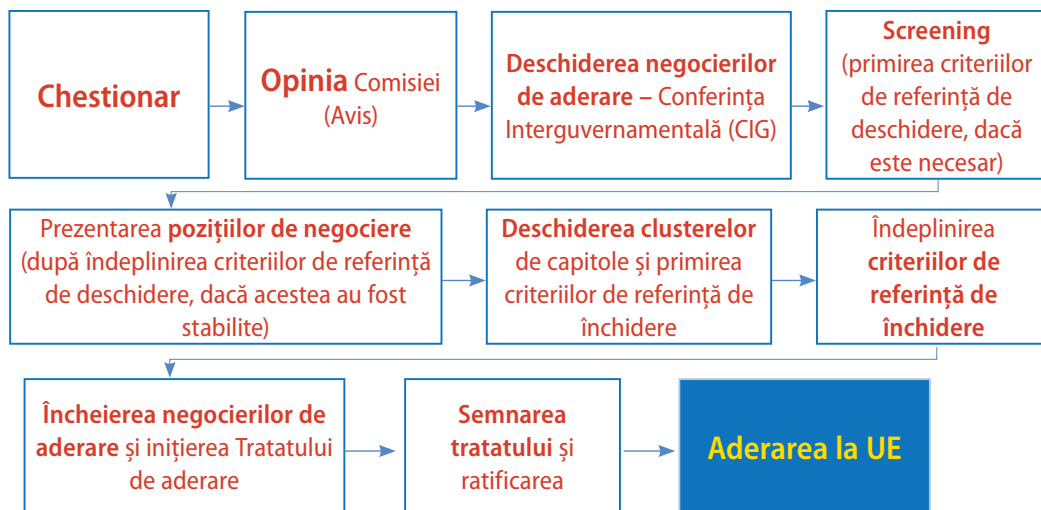 Chestionar
Opinia Comisiei
(Avis)
Deschiderea negocierilor
de aderare – Conferința
Interguvernamentală (CIG)
Screening
(primirea criteriilor
de referință de
deschidere, dacă
este necesar)
Prezentarea pozițiilor de negociere
(după îndeplinirea criteriilor de referință
de deschidere, dacă acestea au fost
stabilite)
Deschiderea clusterelor
de capitole și primirea
criteriilor de referință de
închidere
Îndeplinirea
criteriilor de
referință de
închidere
Încheierea negocierilor de
aderare și inițierea Tratatului
de aderare
Semnarea
tratatului și
ratificarea
Aderarea la UE